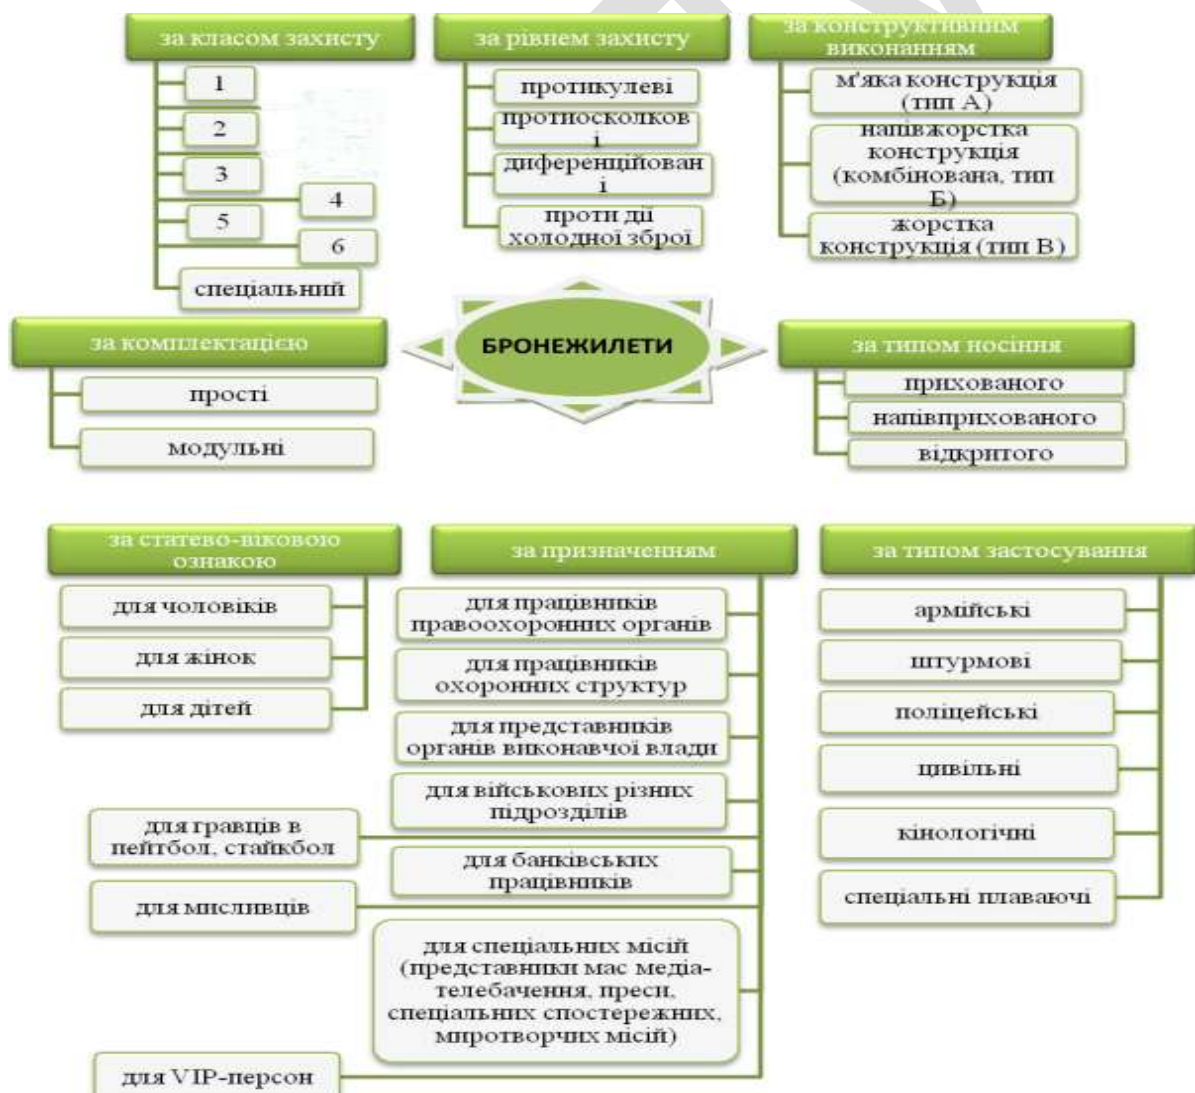 за класом захисту
1
2
3
4
5
6
спеціальний
за рівнем захисту
протикулеві
протиосколков
і
диференційован
і
проти дії
холодної зброї
за конструктивним
виконанням
м'яка конструкція
(тип А)
напівжорстка
конструкція
(комбінована, тип
Б)
жорстка
конструкція (тип В)
за комплектацією
прості
модульні
БРОНЕЖИЛЕТИ
за типом носіння
прихованого
напівприхованого
відкритого
за статево-віковою
ознакою
для чоловіків
для жінок
для дітей
за призначенням
для працівників
правоохоронних органів
для працівників
охоронних структур
для представників
органів виконавчої влади
для військових різних
підрозділів
для гравців в
пейтбол, стайкбол
для банківських
працівників
для мисливців
для спеціальних місій
(представники мас медіа-
телебачення, преси,
спеціальних спостережних,
миротворчих місій)
для VIP-персон
за типом застосування
армійські
штурмові
поліцейські
цивільні
кінологічні
спеціальні плаваючі